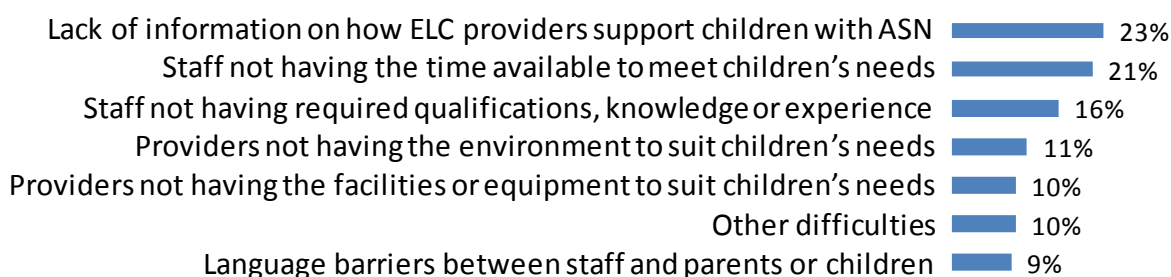 Lack of information on how ELC providers support children with ASN 23%
Staff not having the time available to meet children's needs 21%
Staff not having required qualifications, knowledge or experience 16%
Providers not having the environment to suit children's needs 11%
Providers not having the facilities or equipment to suit children's needs 10%
Other difficulties 10%
Language barriers between staff and parents or children 9%